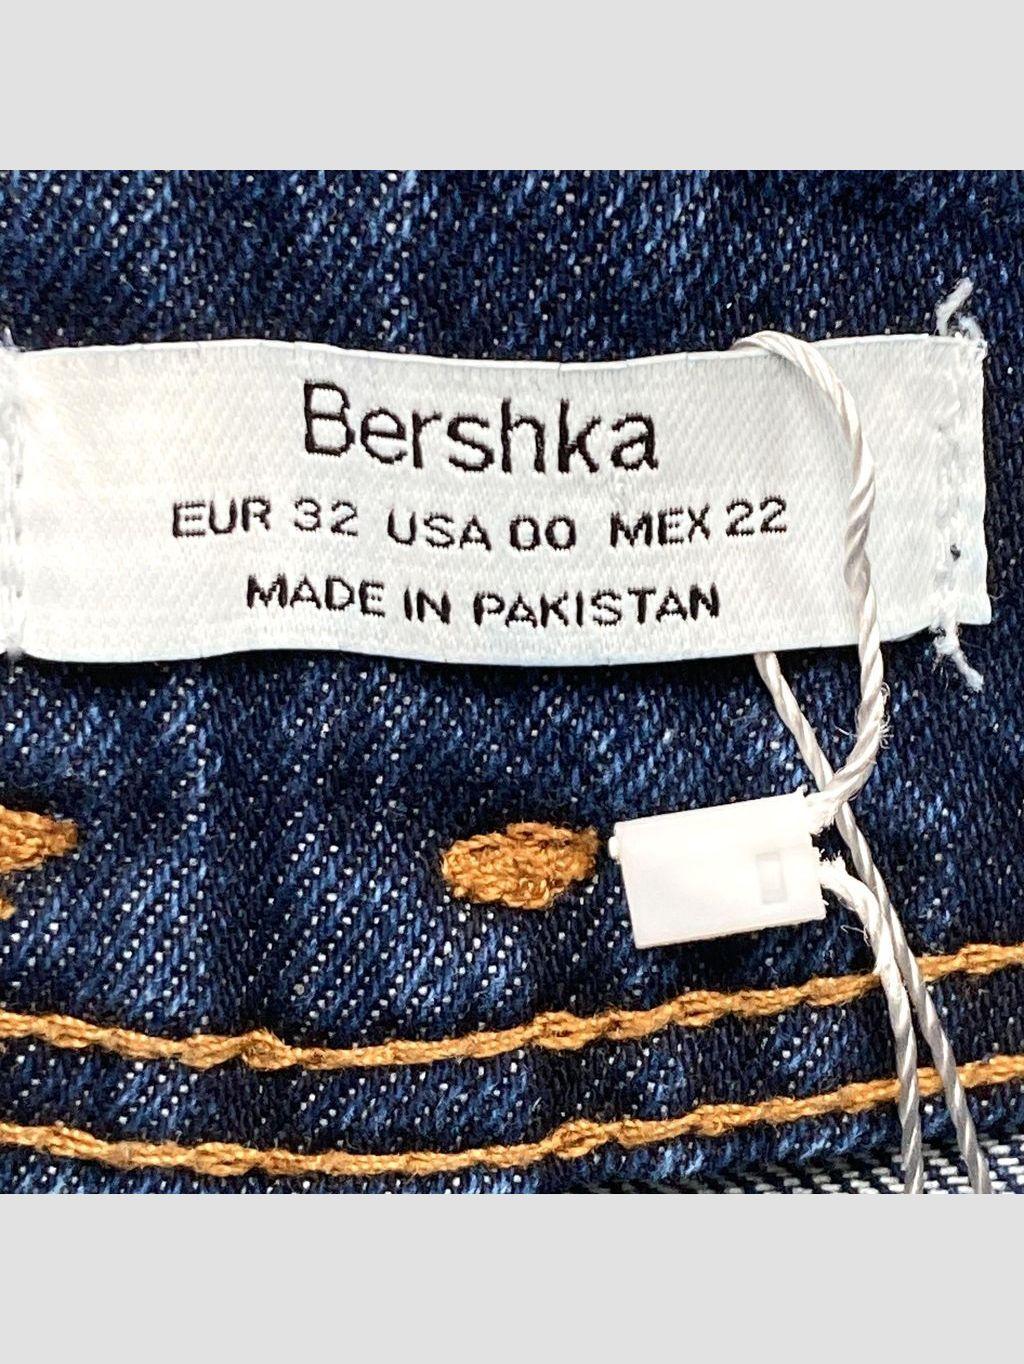 Bershka
EUR 32 USA 00 MEX 22
MADE IN PAKISTAN